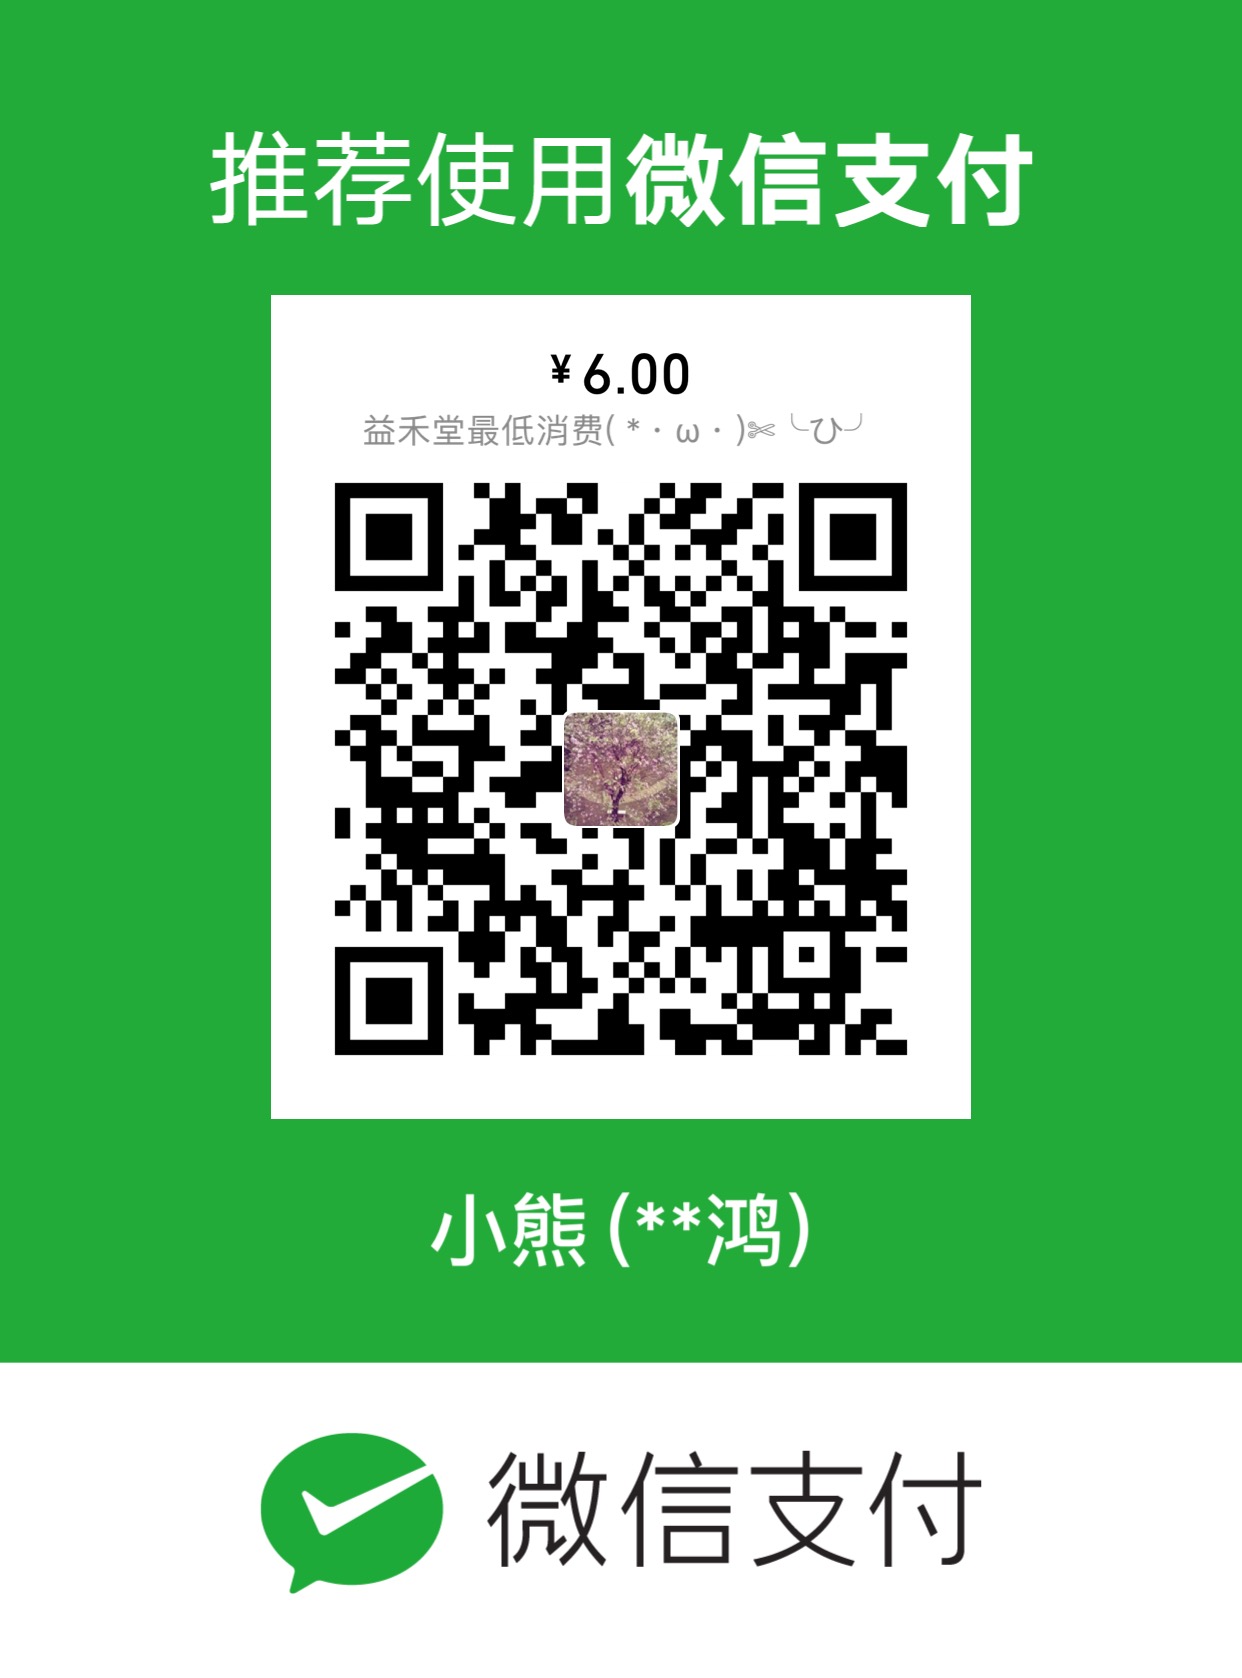 推荐使用微信支付
¥6.00
益禾堂最低消费( *・ω・)✄╰ひ╯
小熊 (**鸿)
微信支付